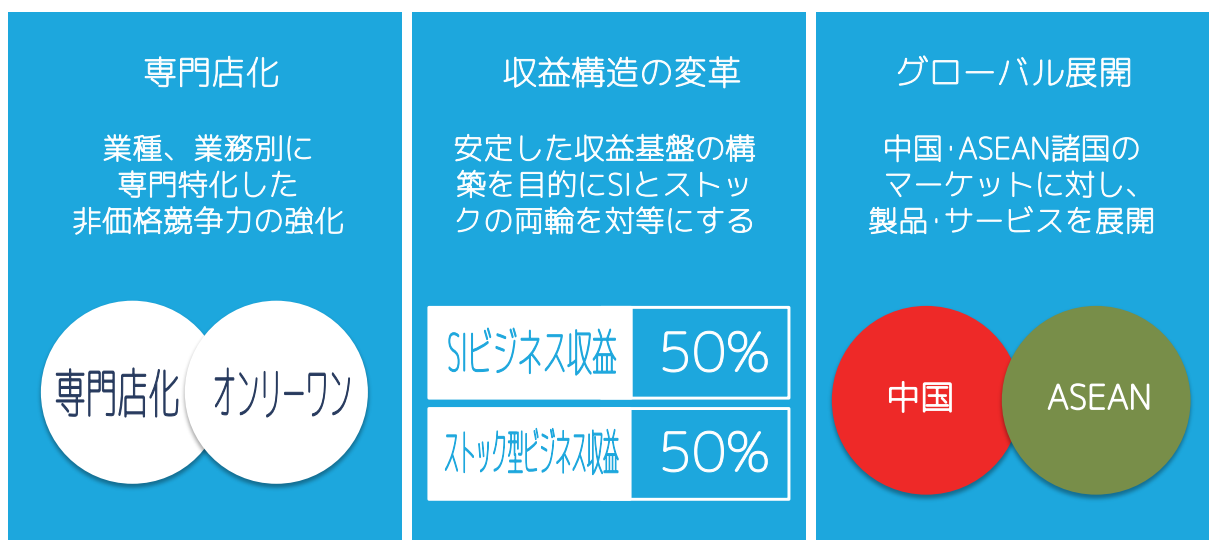 専門店化
業種、業務別に
専門特化した
非価格競争力の強化
専門店化
オンリーワン
収益構造の変革
安定した収益基盤の構
築を目的にSIとストッ
クの両輪を対等にする
SIビジネス収益
50%
ストック型ビジネス収益
50%
グローバル展開
中国･ASEAN諸国の
マーケットに対し、
製品･サービスを展開
中国
ASEAN